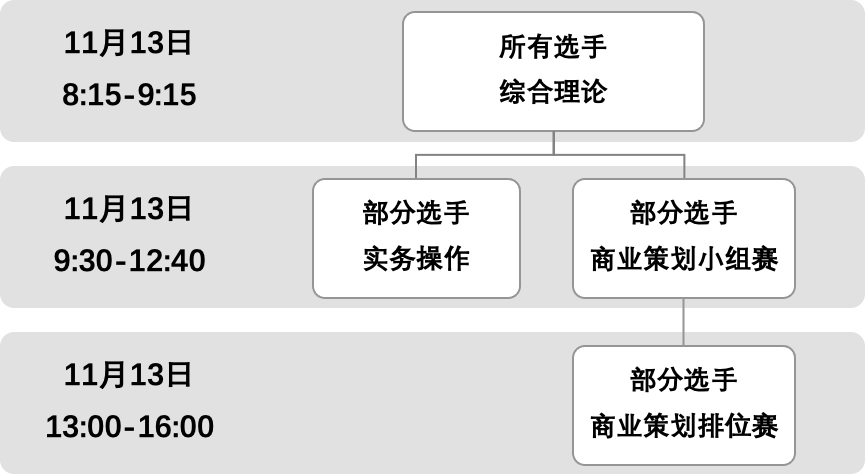 11月13日
8:15-9:15
所有选手
综合理论
11月13日
9:30-12:40
部分选手
实务操作
部分选手
商业策划小组赛
11月13日
13:00-16:00
部分选手
商业策划排位赛